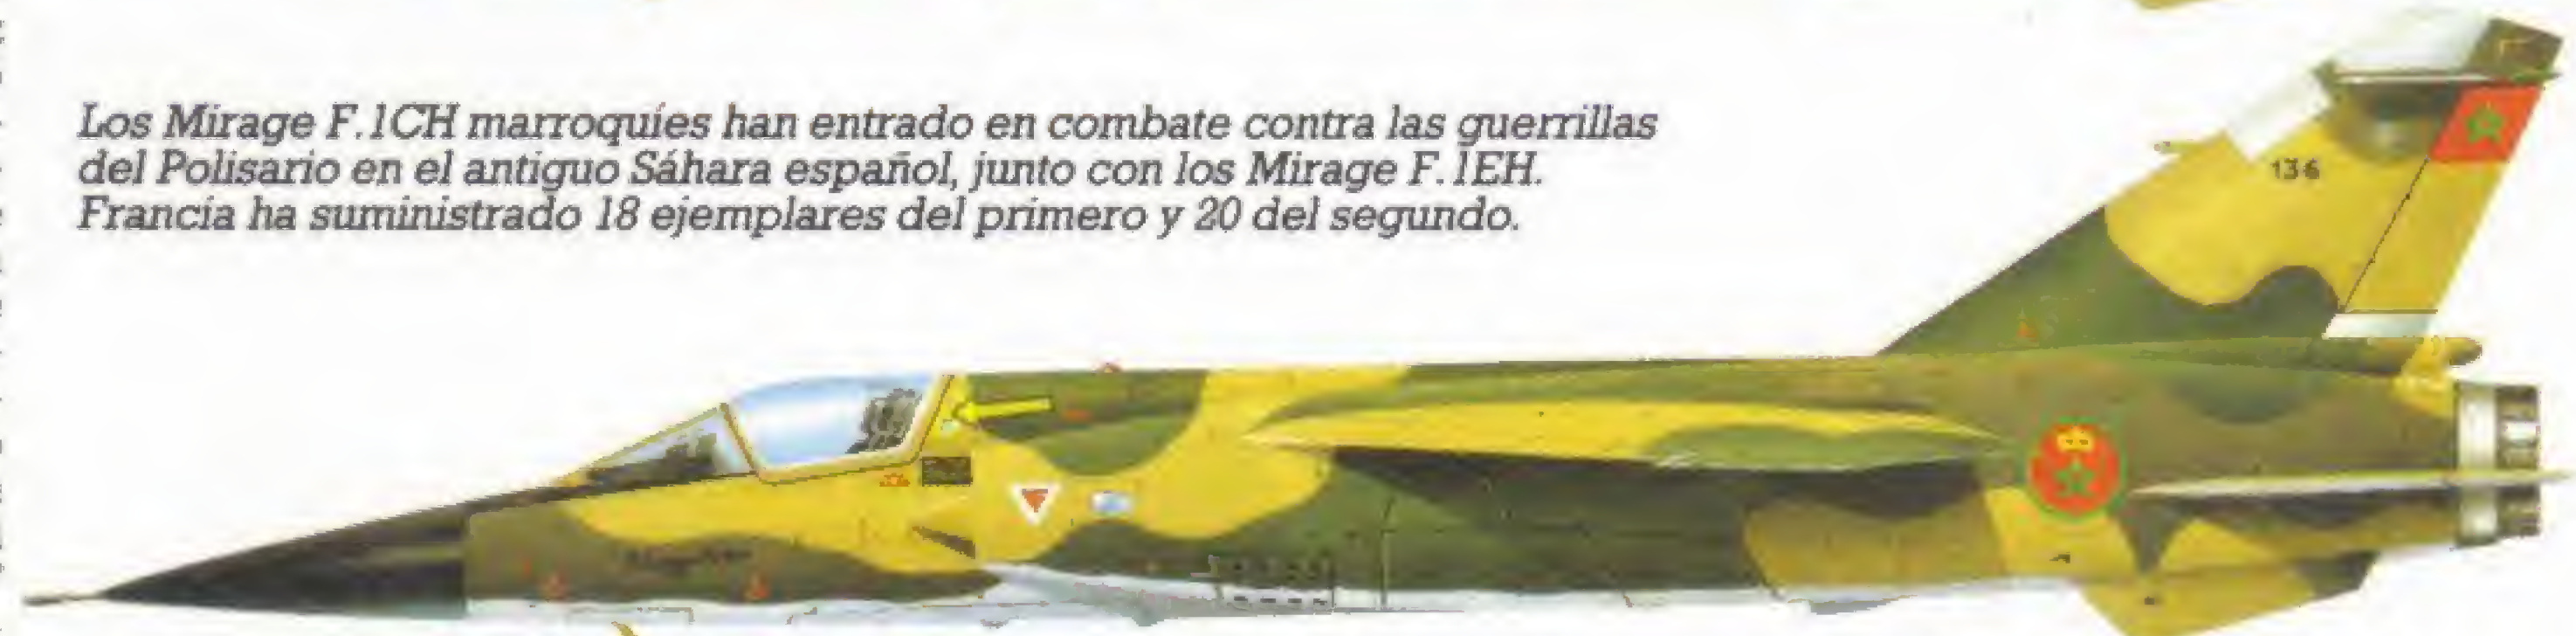 Los Mirage F.1CH marroquíes han entrado en combate contra las guerrillas
del Polisario en el antiguo Sáhara español, junto con los Mirage F.1EH.
Francia ha suministrado 18 ejemplares del primero y 20 del segundo.
136